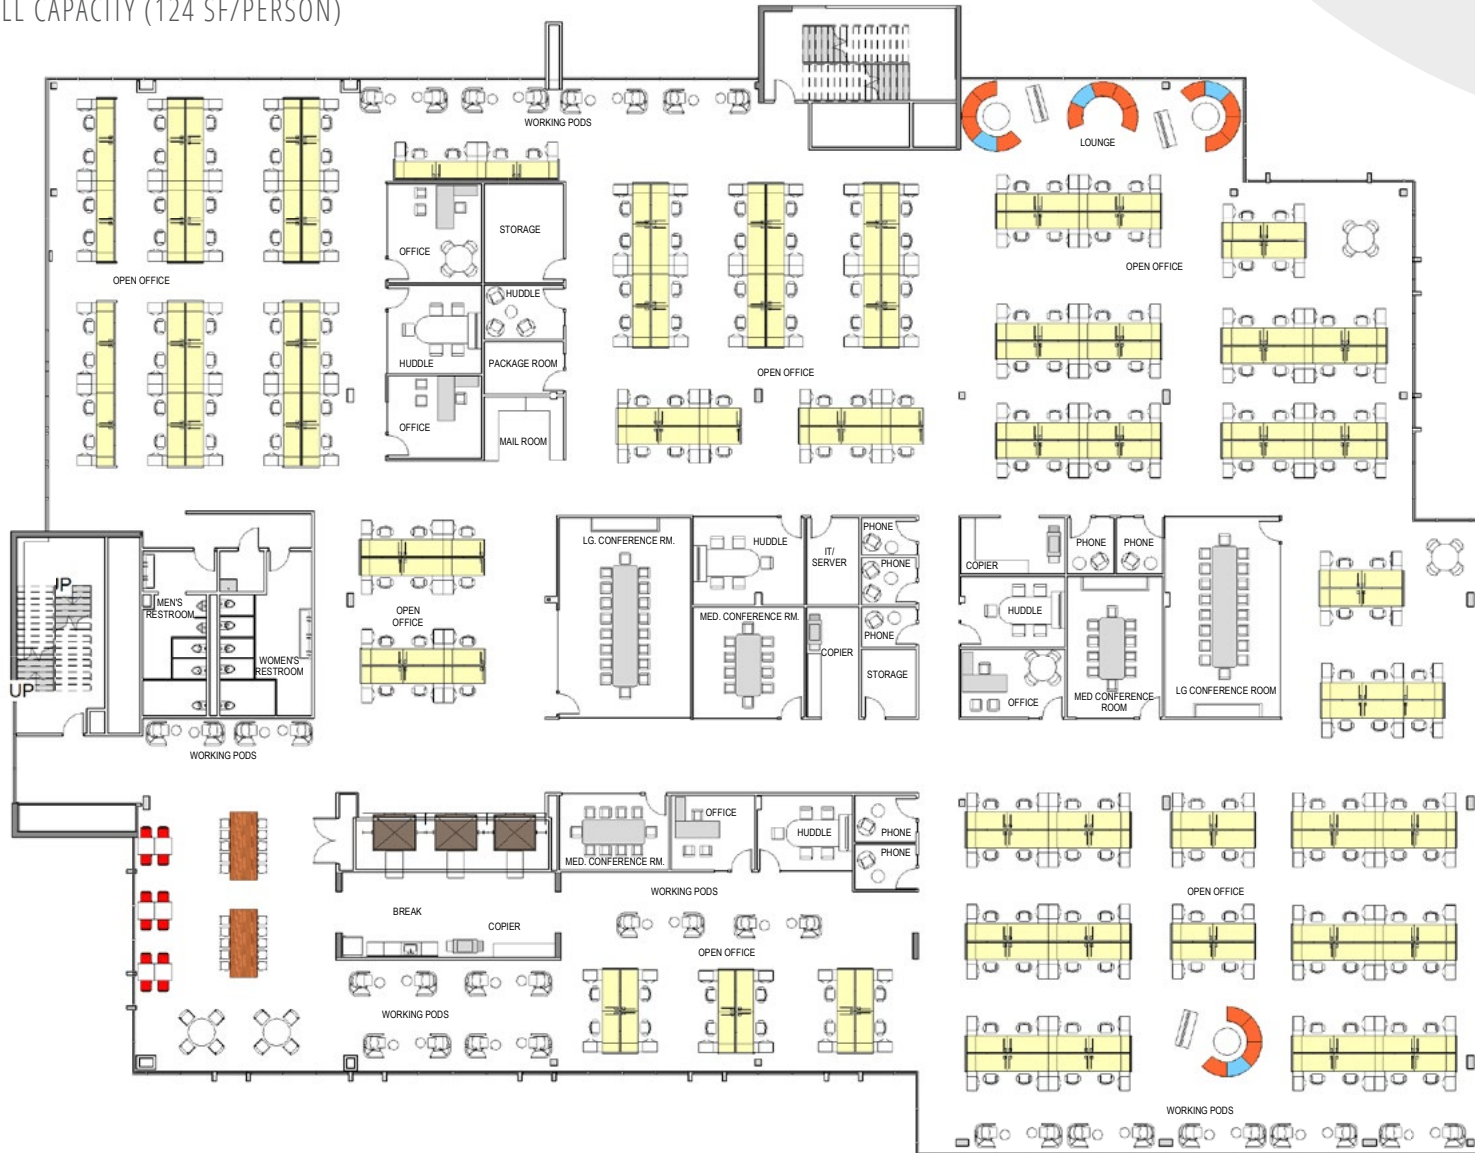 LL CAPACITY (124 SF/PERSON)
WORKING PODS
LOUNGE
OFFICE
STORAGE
OPEN OFFICE
OPEN OFFICE
HUDDLE
HUDDLE
PACKAGE ROOM
OPEN OFFICE
OFFICE
MAIL ROOM
LG. CONFERENCE RM.
HUDDLE
IT/
SERVER
PHONE
PHONE
COPIER
PHONE
PHONE
UP
MEN'S
RESTROOM
OPEN
OFFICE
MED. CONFERENCE RM.
PHONE
HUDDLE
COPIER
WOMEN'S
RESTROOM
STORAGE
UP
OFFICE
MED CONFERENCE
ROOM
LG CONFERENCE ROOM
WORKING PODS
OFFICE
HUDDLE
PHONE
PHONE
MED. CONFERENCE RM.
WORKING PODS
OPEN OFFICE
BREAK
COPIER
OPEN OFFICE
WORKING PODS
WORKING PODS